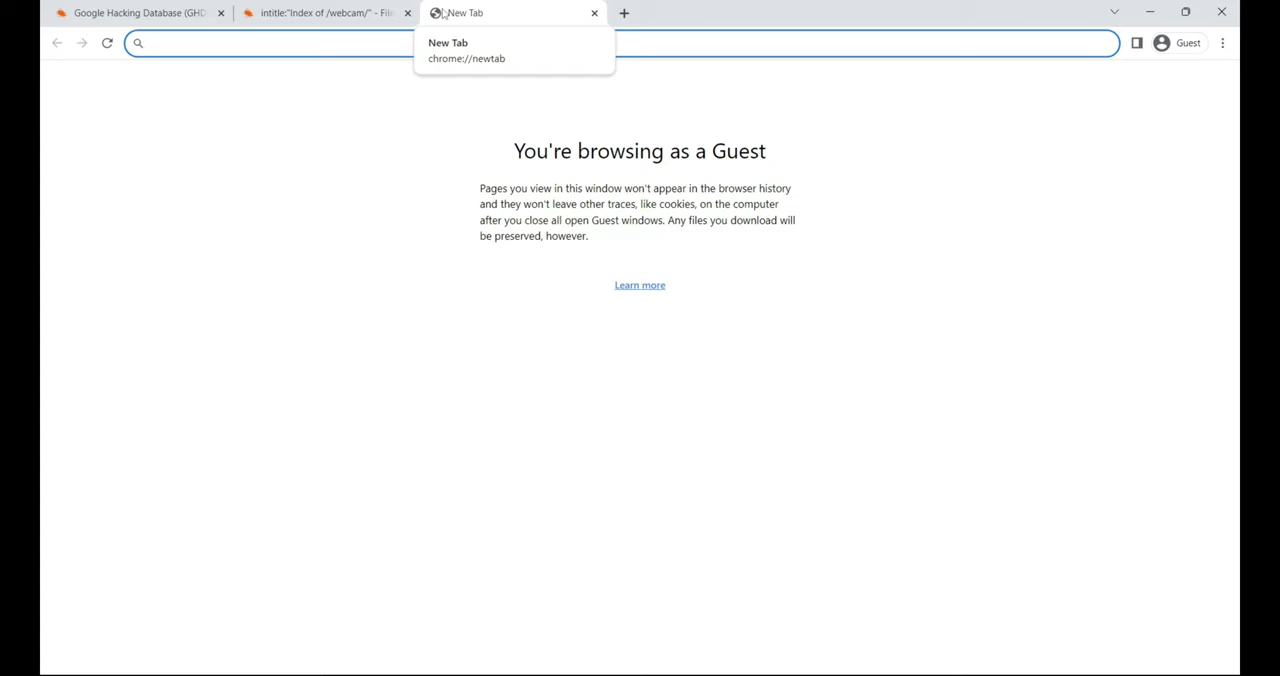 Google Hacking Database (GHD
intitle:"Index of /webcam/" - File
New Tab
Guest
New Tab
chrome://newtab
You're browsing as a Guest
Pages you view in this window won't appear in the browser history
and they won't leave other traces, like cookies, on the computer
after you close all open Guest windows. Any files you download will
be preserved, however.
Learn more